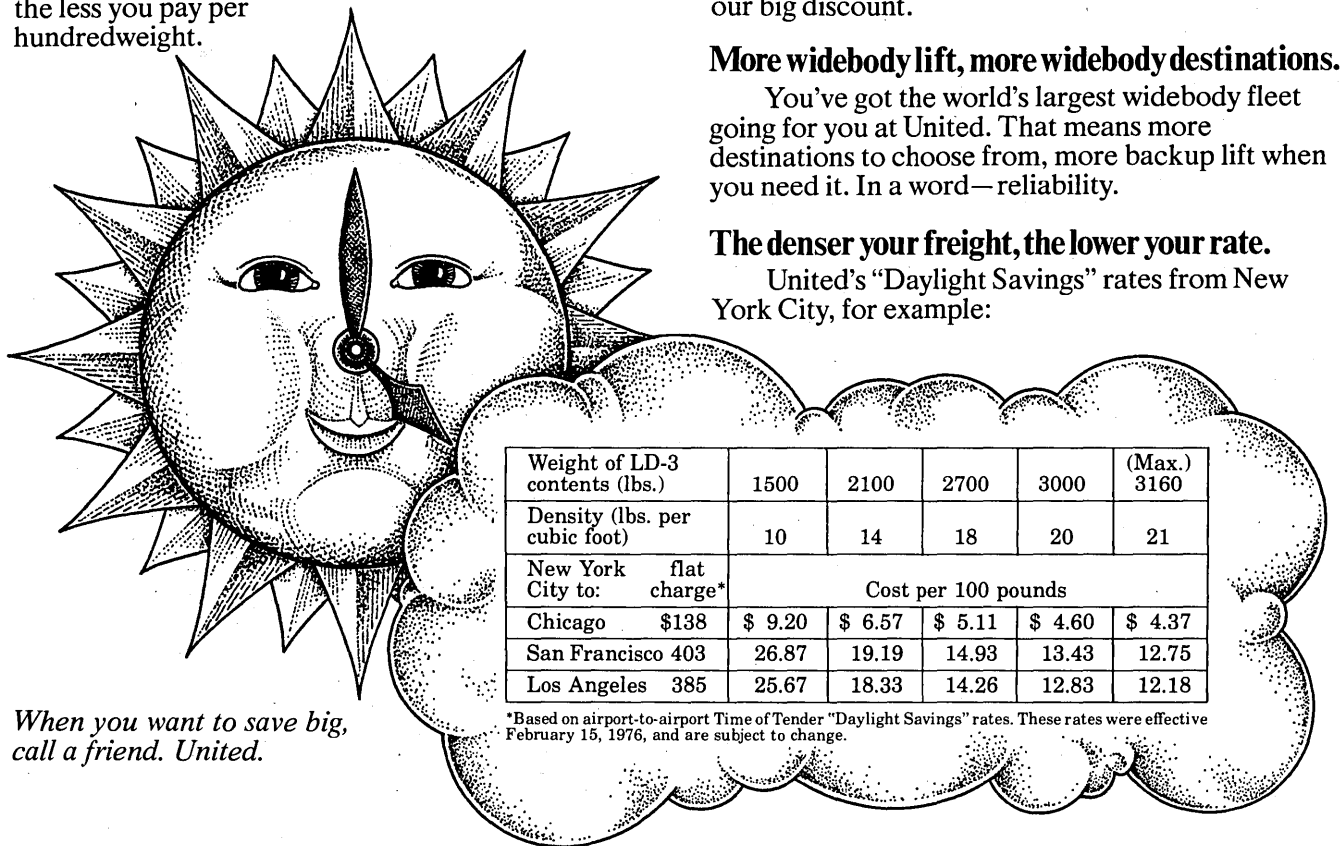 the less you pay per
hundredweight.
our big discount.
More widebody lift, more widebody destinations.
You've got the world's largest widebody fleet
going for you at United. That means more
destinations to choose from, more backup lift when
you need it. In a word—reliability.
The denser your freight, the lower your rate.
United's “Daylight Savings” rates from New
York City, for example:
Weight of LD-3 contents (lbs.) 1500 2100 2700 3000 (Max.) 3160
Density (lbs. per cubic foot) 10 14 18 20 21
New York City to: flat charge* Cost per 100 pounds
Chicago $138 $ 9.20 $ 6.57 $ 5.11 $ 4.60 $ 4.37
San Francisco 403 26.87 19.19 14.93 13.43 12.75
Los Angeles 385 25.67 18.33 14.26 12.83 12.18
*Based on airport-to-airport Time of Tender “Daylight Savings” rates. These rates were effective
February 15, 1976, and are subject to change.
When you want to save big,
call a friend. United.